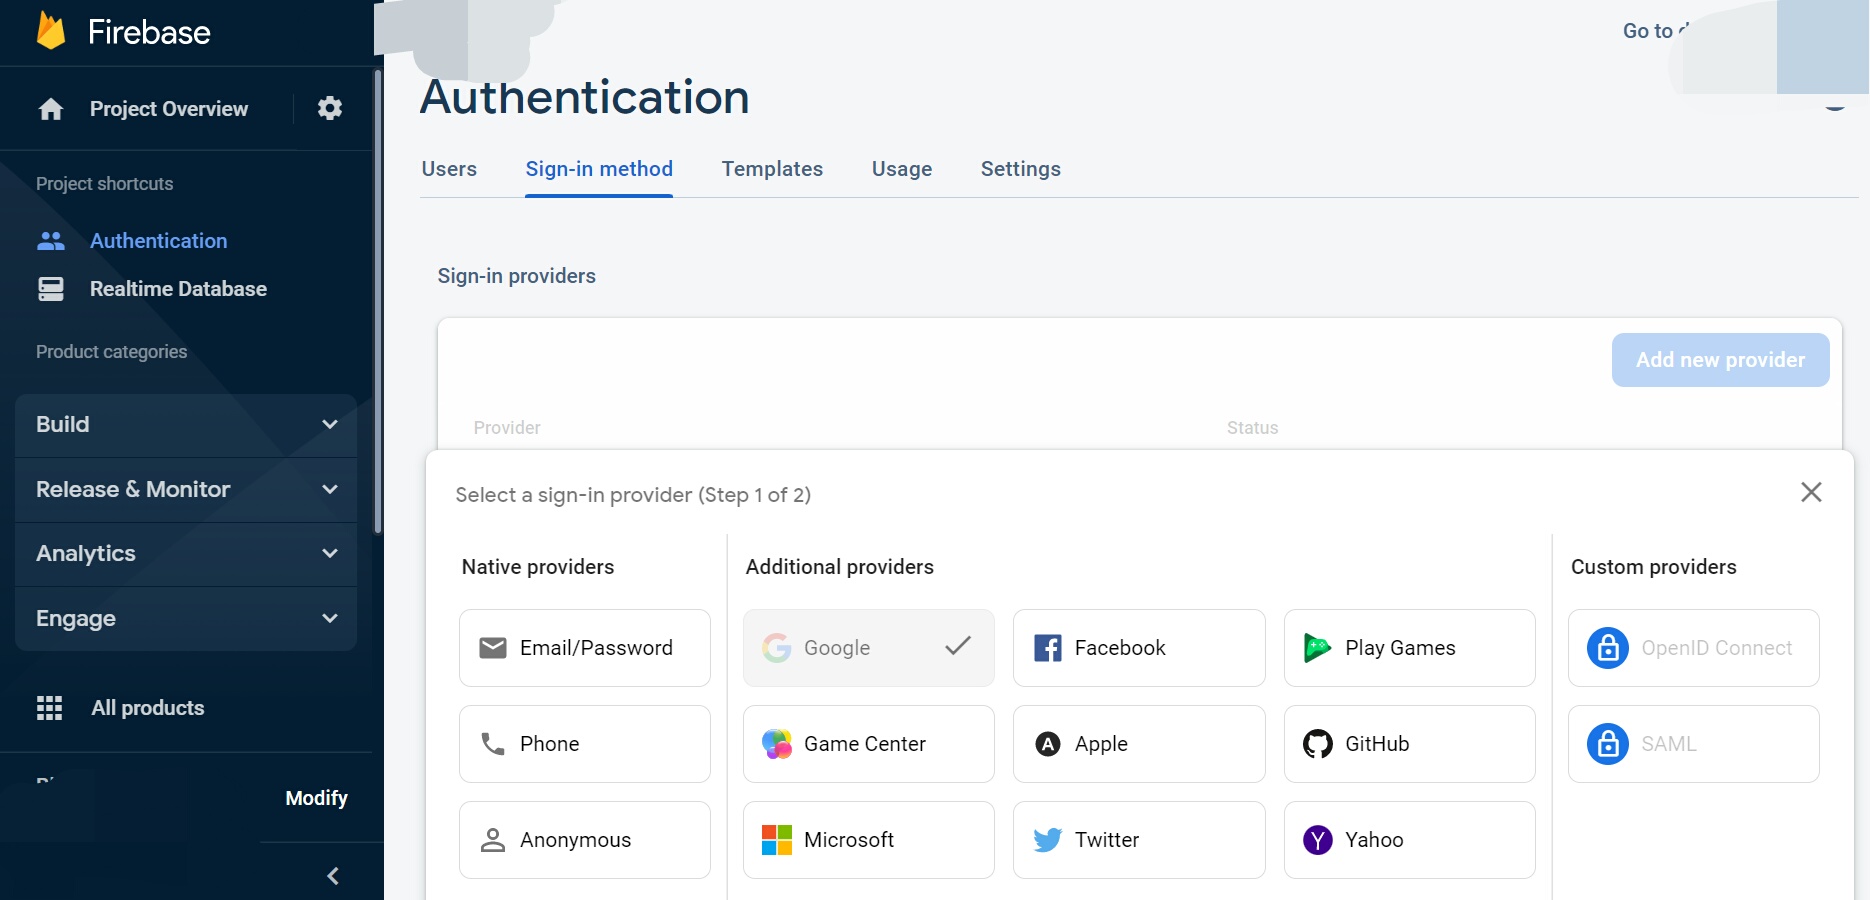 Firebase
Project Overview
Project shortcuts
Authentication
Realtime Database
Product categories
Build
Release & Monitor
Analytics
Engage
All products
Modify
Go to
Authentication
Users Sign-in method Templates Usage Settings
Sign-in providers
Add new provider
Provider Status
Select a sign-in provider (Step 1 of 2)
Native providers Additional providers Custom providers
Email/Password Google Facebook Play Games OpenID Connect
Phone Game Center Apple GitHub SAML
Anonymous Microsoft Twitter Yahoo